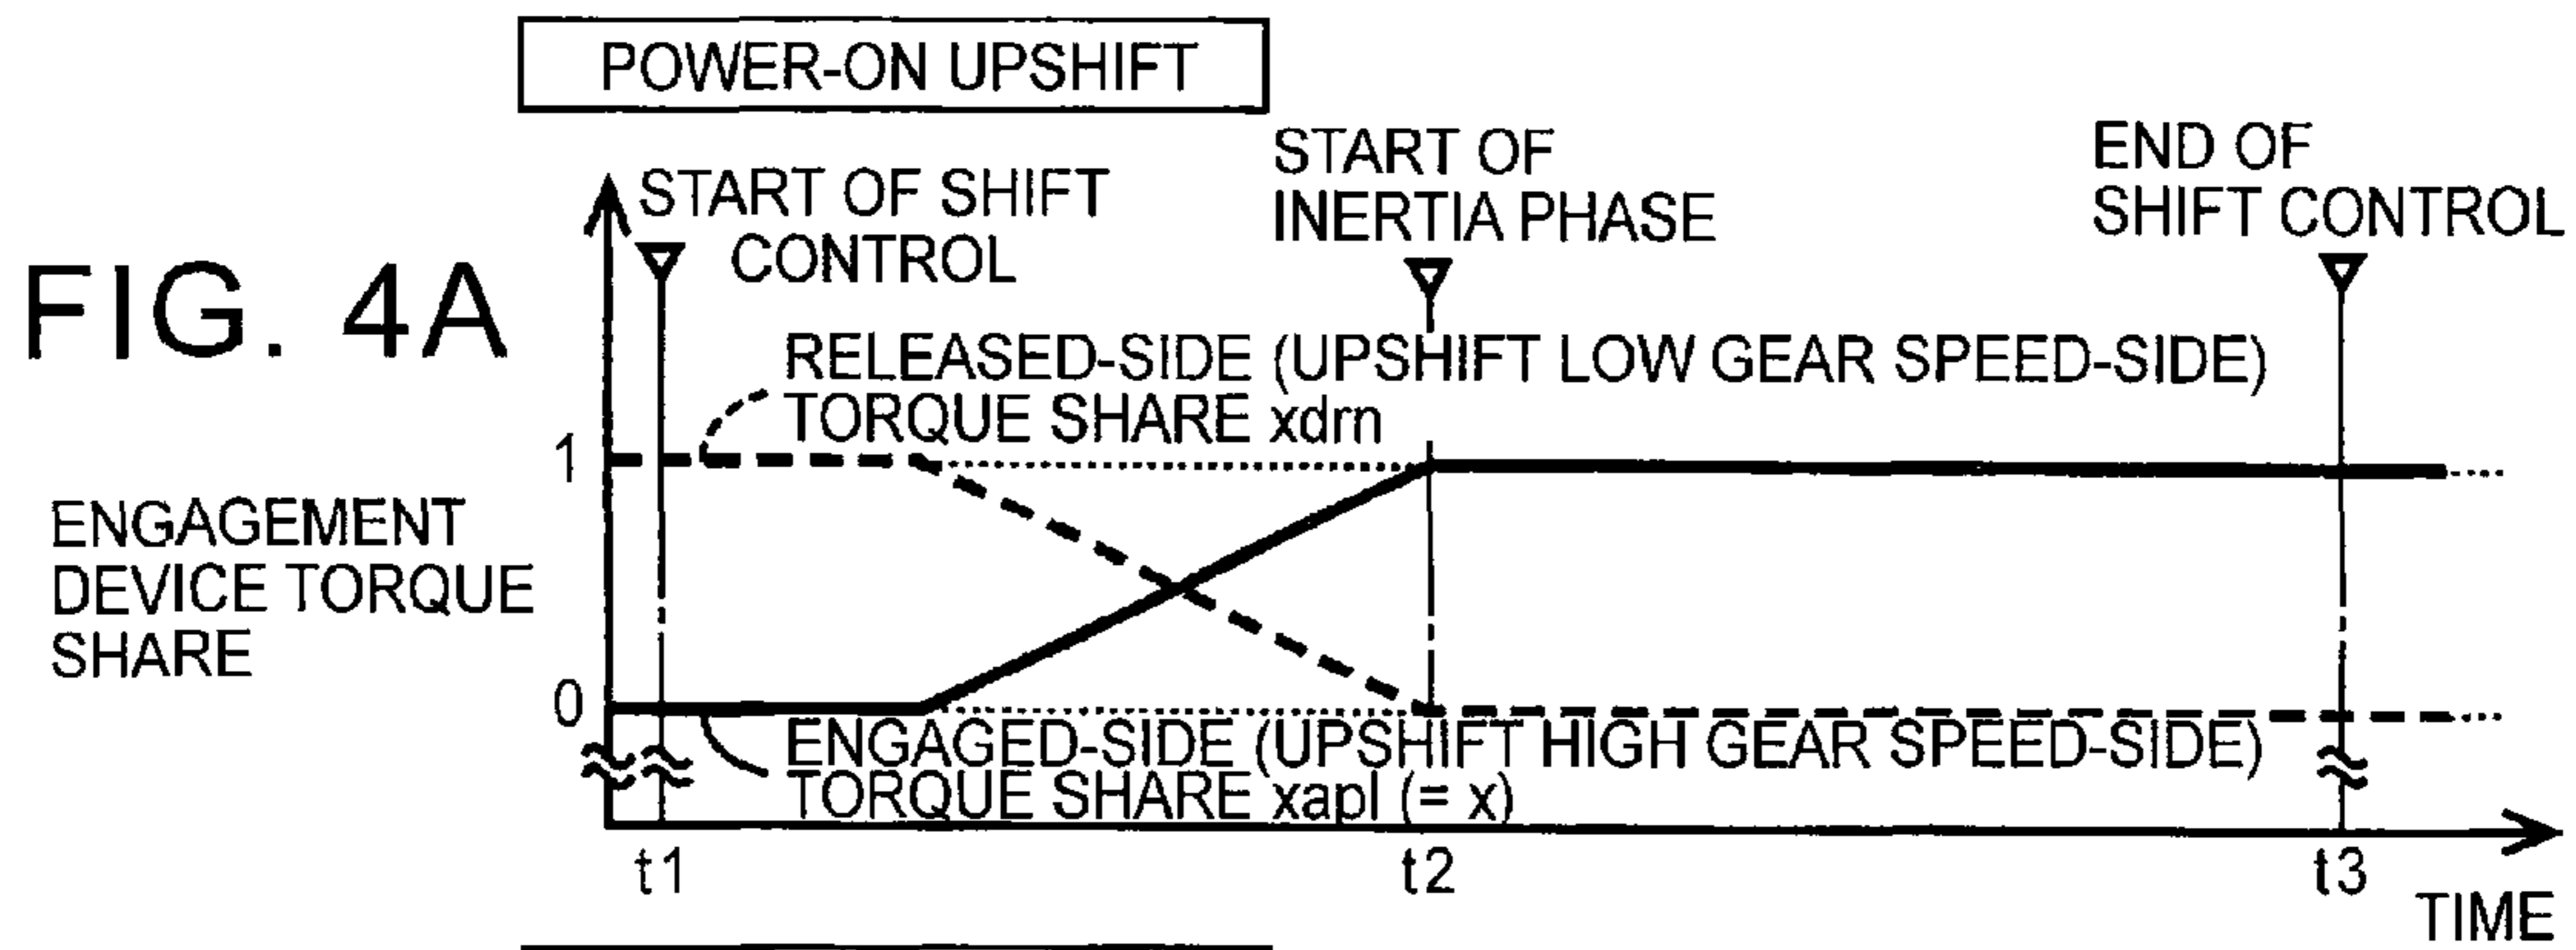 POWER-ON UPSHIFT
FIG. 4A
START OF SHIFT
CONTROL
START OF
INERTIA PHASE
END OF
SHIFT CONTROL
RELEASED-SIDE (UPSHIFT LOW GEAR SPEED-SIDE)
TORQUE SHARE xdrn
1
ENGAGEMENT
DEVICE TORQUE
SHARE
0
ENGAGED-SIDE (UPSHIFT HIGH GEAR SPEED-SIDE)
TORQUE SHARE xapl (= x)
t1
t2
t3
TIME